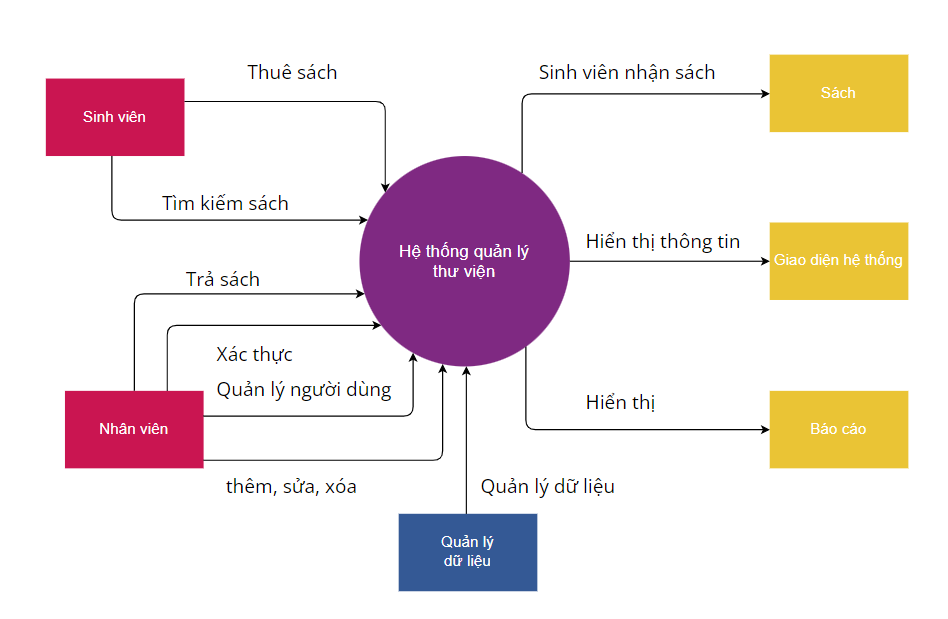 Thuê sách
Sinh viên nhận sách
Sách
Sinh viên
Tìm kiếm sách
Hệ thống quản lý
thư viện
Hiển thị thông tin
Giao diện hệ thống
Trả sách
Xác thực
Quản lý người dùng
Hiển thị
Nhân viên
Báo cáo
thêm, sửa, xóa
Quản lý dữ liệu
Quản lý
dữ liệu